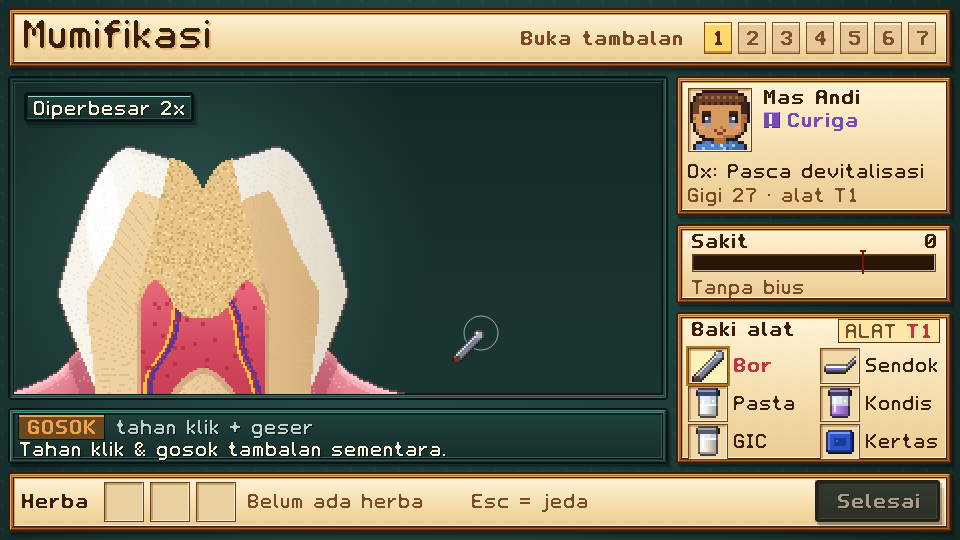 Mumifikasi
Buka tambalan 1 2 3 4 5 6 7
Diperbesar 2x
Mas Andi
Curiga
Dx: Pasca devitalisasi
Gigi 27 · alat T1
Sakit 0
Tanpa bius
Baki alat ALAT T1
Bor Sendok
Pasta Kondis
GIC Kertas
GOSOK tahan klik + geser
Tahan klik & gosok tambalan sementara.
Herba Belum ada herba Esc = jeda Selesai